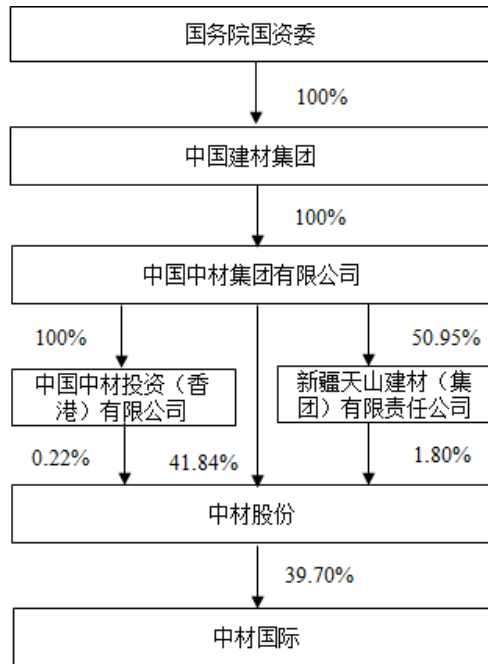 国务院国资委
100%
中国建材集团
100%
中国中材集团有限公司
100%
50.95%
中国中材投资（香
港）有限公司
新疆天山建材（集
团）有限责任公司
0.22%
41.84%
1.80%
中材股份
39.70%
中材国际